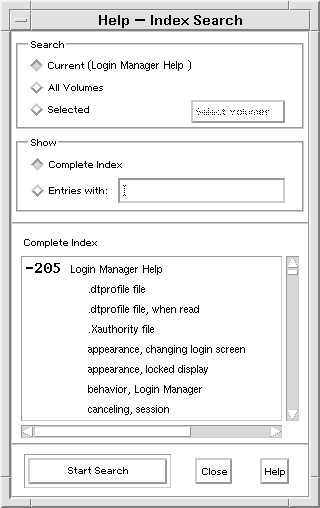 Help – Index Search
Search
Current (Login Manager Help )
All Volumes
Selected
Select Volumes
Show
Complete Index
Entries with:
Complete Index
-205 Login Manager Help
.dtprofile file
.dtprofile file, when read
.Xauthority file
appearance, changing login screen
appearance, locked display
behavior, Login Manager
canceling, session
Start Search Close Help